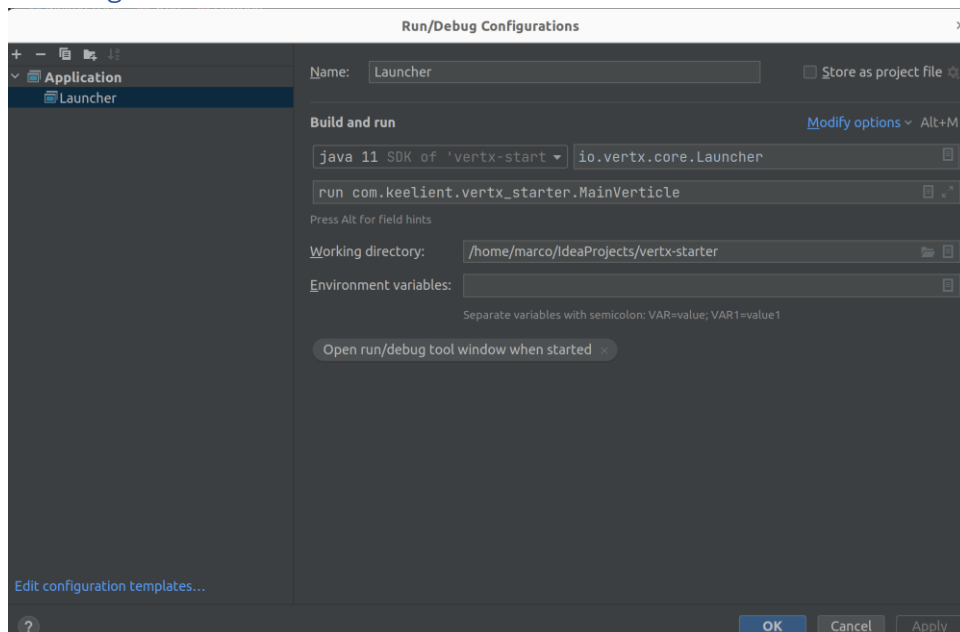 Run/Debug Configurations
Application
Launcher
Name: Launcher Store as project file
Build and run Modify options Alt+M
java 11 SDK of 'vertx-start io.vertx.core.Launcher
run com.keelient.vertx_starter.MainVerticle
Press Alt for field hints
Working directory: /home/marco/IdeaProjects/vertx-starter
Environment variables:
Separate variables with semicolon: VAR=value; VAR1=value1
Open run/debug tool window when started
Edit configuration templates...
? OK Cancel Apply